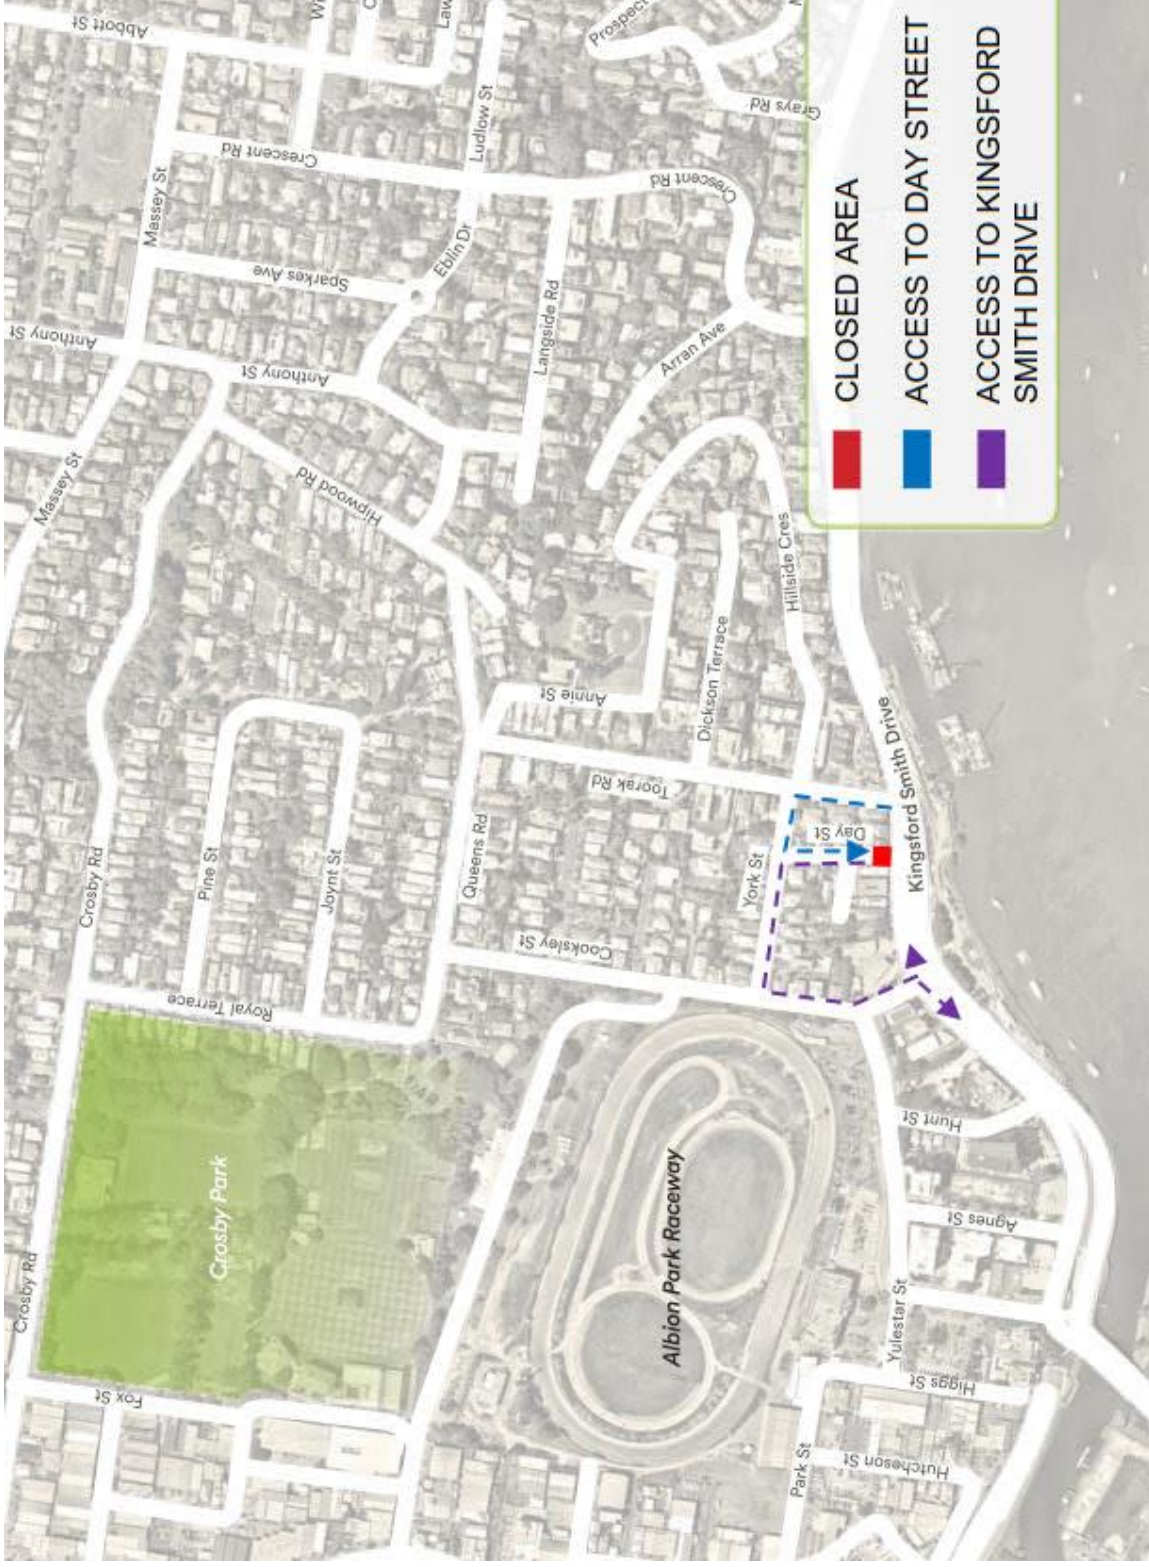 Crosby Rd
Fox St
Crosby Park
Crosby Rd
Royal Terrace
Pine St
Joynt St
Massey St
Anthony St
Massey St
Abbott St
Hipwood Rd
Anthony St
Sparkes Ave
Crescent Rd
Wi
C
Law
Queens Rd
Eblin Dr
Ludlow St
Cooksley St
Annie St
Langside Rd
Toorak Rd
Dickson Terrace
Arran Ave
Crescent Rd
Prospect
Albion Park Raceway
York St
Hillside Cres
Grays Rd
Day St
Park St
Hutcheson St
Higgs St
Yulestar St
Agnes St
Hunt St
Kingsford Smith Drive
CLOSED AREA
ACCESS TO DAY STREET
ACCESS TO KINGSFORD
SMITH DRIVE